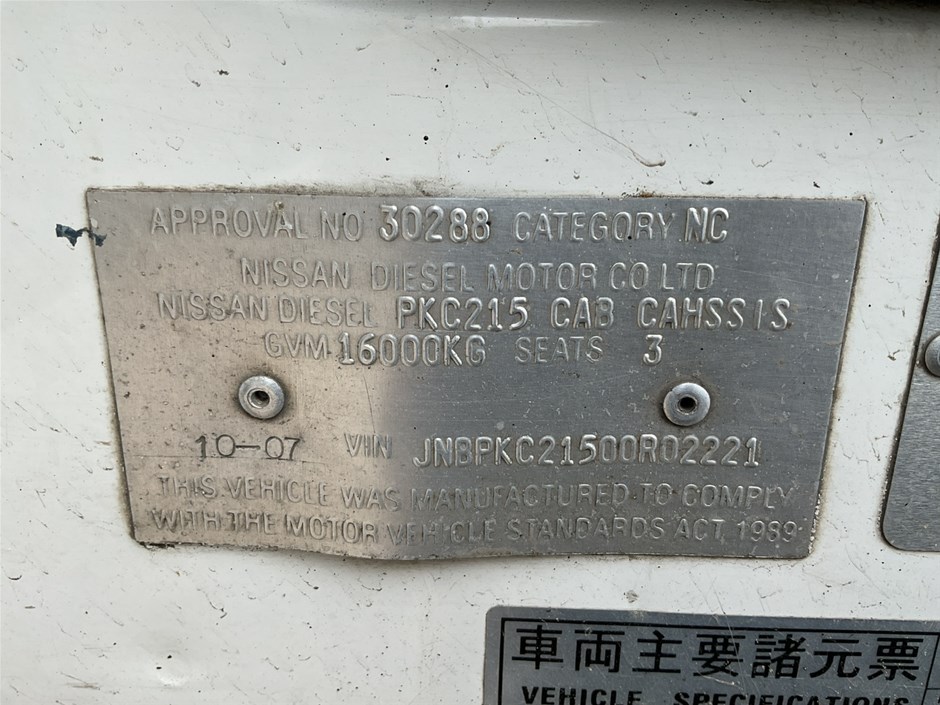 APPROVAL NO 30288 CATEGORY NC
NISSAN DIESEL MOTOR CO LTD
NISSAN DIESEL PKC215 CAB CAHSSIS
GVM 16000KG SEATS 3
10-07 VIN JNBPKC21500R02221
THIS VEHICLE WAS MANUFACTURED TO COMPLY
WITH THE MOTOR VEHICLE STANDARDS ACT 1989
車両主要諸元票
VEHICLE SPECIFICATIONS